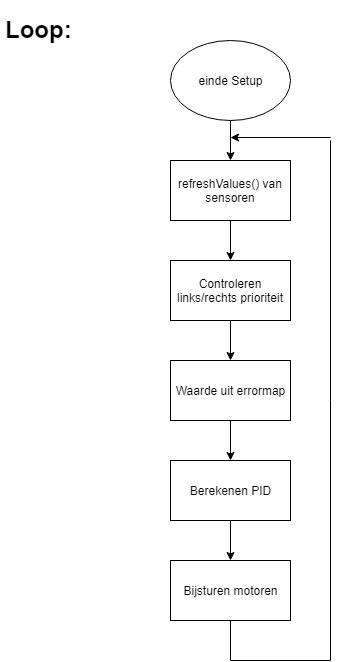 Loop:
einde Setup
refreshValues() van
sensoren
Controleren
links/rechts prioriteit
Waarde uit errormap
Berekenen PID
Bijsturen motoren